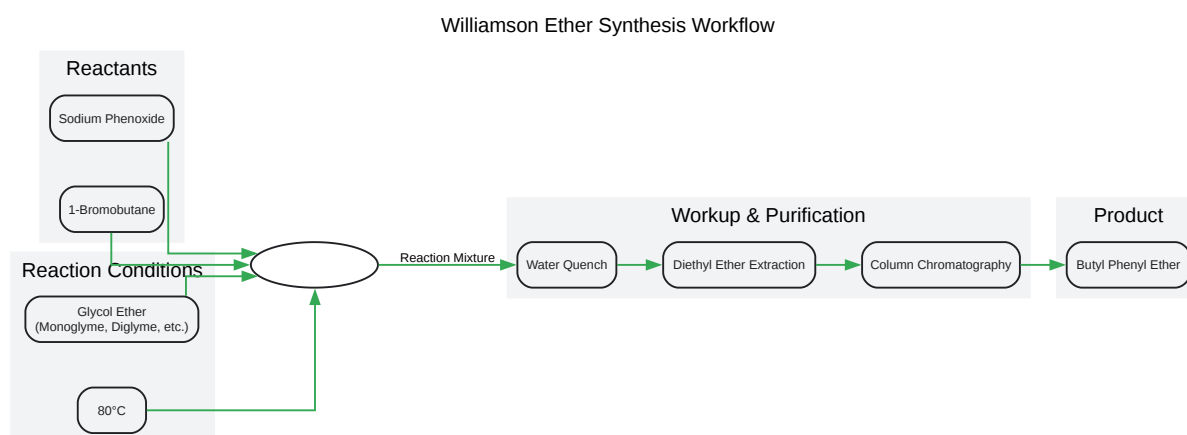 Williamson Ether Synthesis Workflow
Reactants
Sodium Phenoxide
1-Bromobutane
Reaction Conditions
Glycol Ether
(Monoglyme, Diglyme, etc.)
80°C
Reaction Mixture
Workup & Purification
Water Quench
Diethyl Ether Extraction
Column Chromatography
Product
Butyl Phenyl Ether